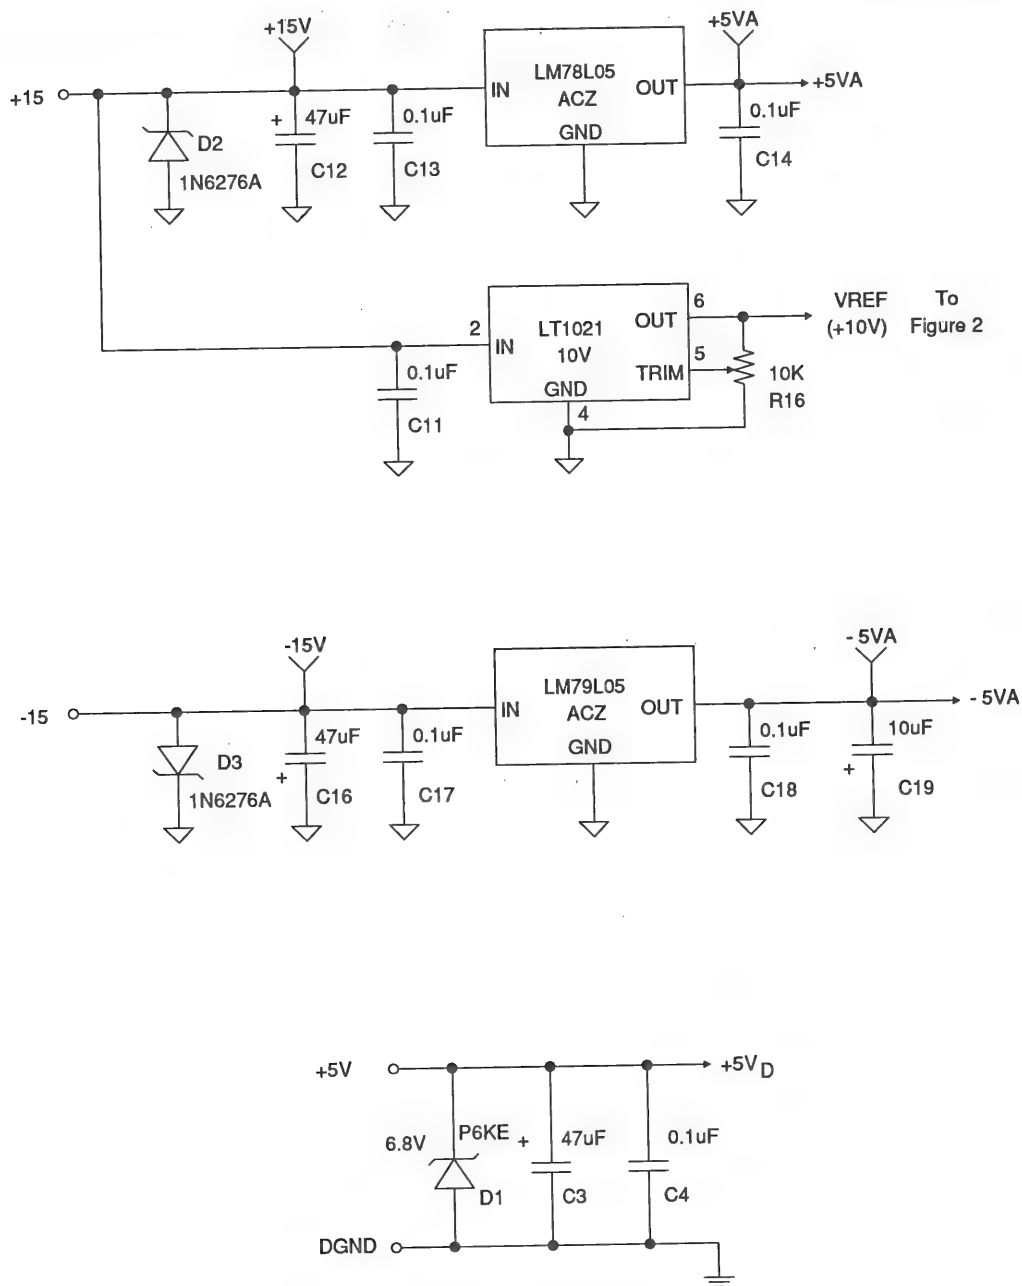 +15V
+5VA
+15
IN
LM78L05
ACZ
OUT
GND
+5VA
D2
1N6276A
+
47uF
C12
0.1uF
C13
0.1uF
C14
2
IN
LT1021
10V
OUT
6
TRIM
5
GND
4
0.1uF
C11
10K
R16
VREF To
(+10V) Figure 2
-15V
- 5VA
-15
IN
LM79L05
ACZ
OUT
GND
- 5VA
D3
1N6276A
47uF
+
C16
0.1uF
C17
0.1uF
C18
10uF
+
C19
+5V
+5VD
6.8V
P6KE
D1
+
47uF
C3
0.1uF
C4
DGND